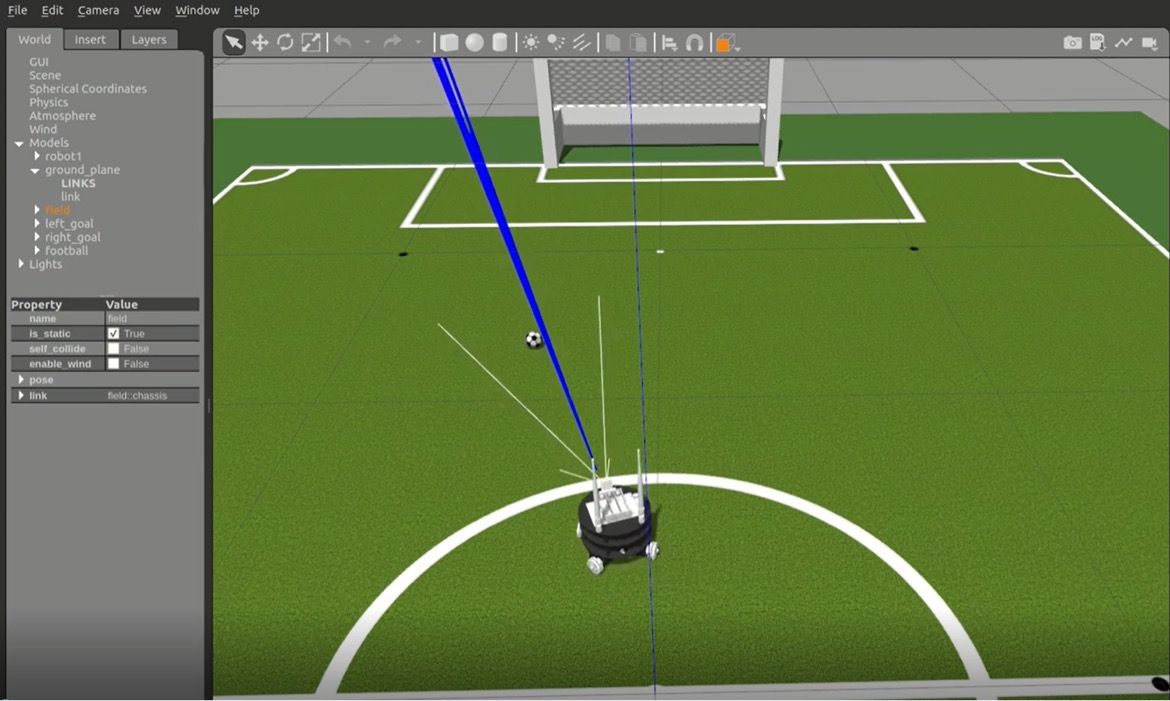 File Edit Camera View Window Help
World Insert Layers
GUI
Scene
Spherical Coordinates
Physics
Atmosphere
Wind
Models
robot1
ground_plane
LINKS
link
field
left_goal
right_goal
football
Lights
Property Value
name field
is_static True
self_collide False
enable_wind False
pose
link field::chassis
LOG